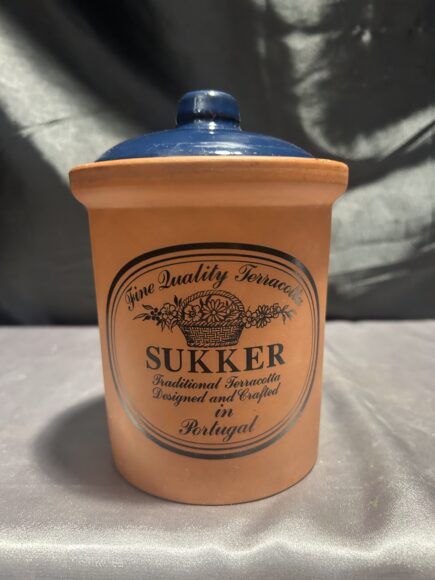 Fine Quality Terracotta
SUKKER
Traditional Terracotta
Designed and Crafted
in
Portugal